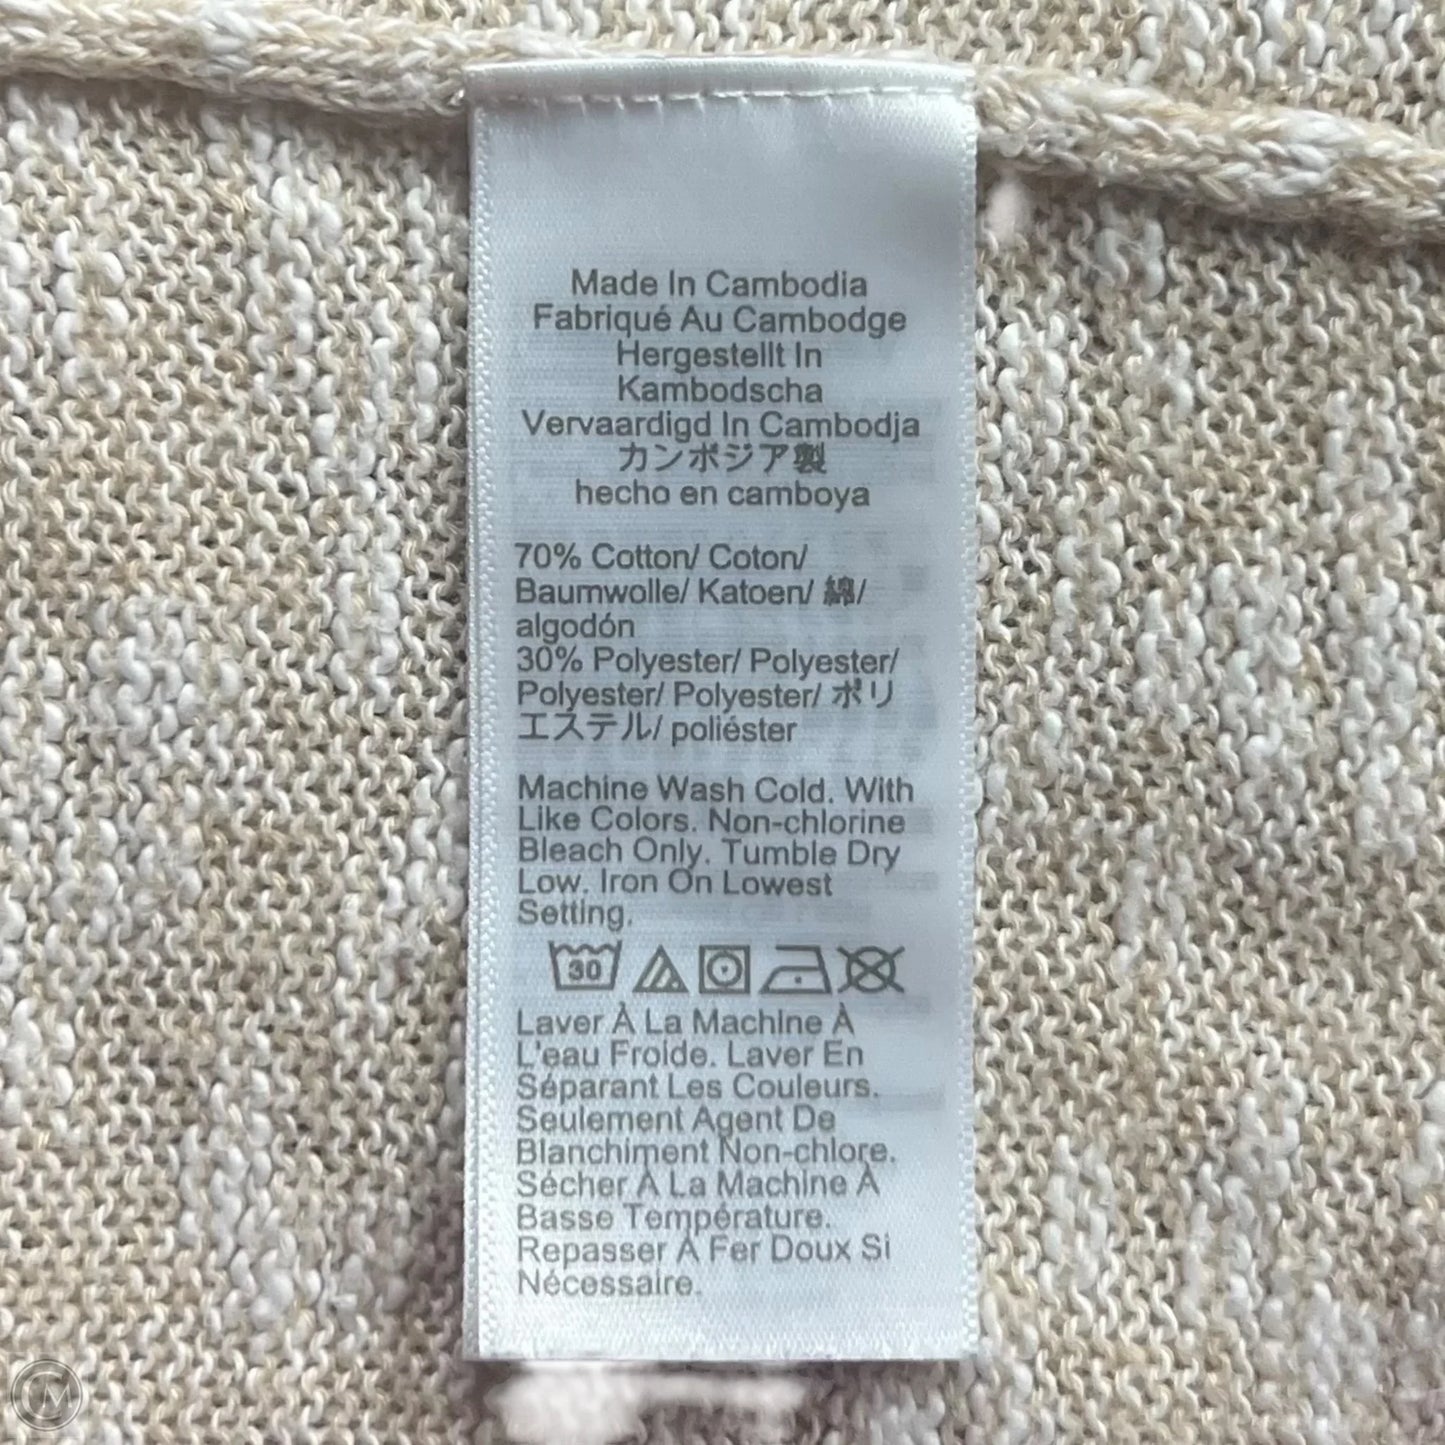 Made In Cambodia
Fabriqué Au Cambodge
Hergestellt In
Kambodscha
Vervaardigd In Cambodja
カンボジア製
hecho en camboya
70% Cotton/ Coton/
Baumwolle/ Katoen/ 綿/
algodón
30% Polyester/ Polyester/
Polyester/ Polyester/ ポリ
エステル/ poliéster
Machine Wash Cold. With
Like Colors. Non-chlorine
Bleach Only. Tumble Dry
Low. Iron On Lowest
Setting.
30
Laver À La Machine À
L'eau Froide. Laver En
Séparant Les Couleurs.
Seulement Agent De
Blanchiment Non-chlore.
Sécher À La Machine À
Basse Température.
Repasser À Fer Doux Si
Nécessaire.
CM